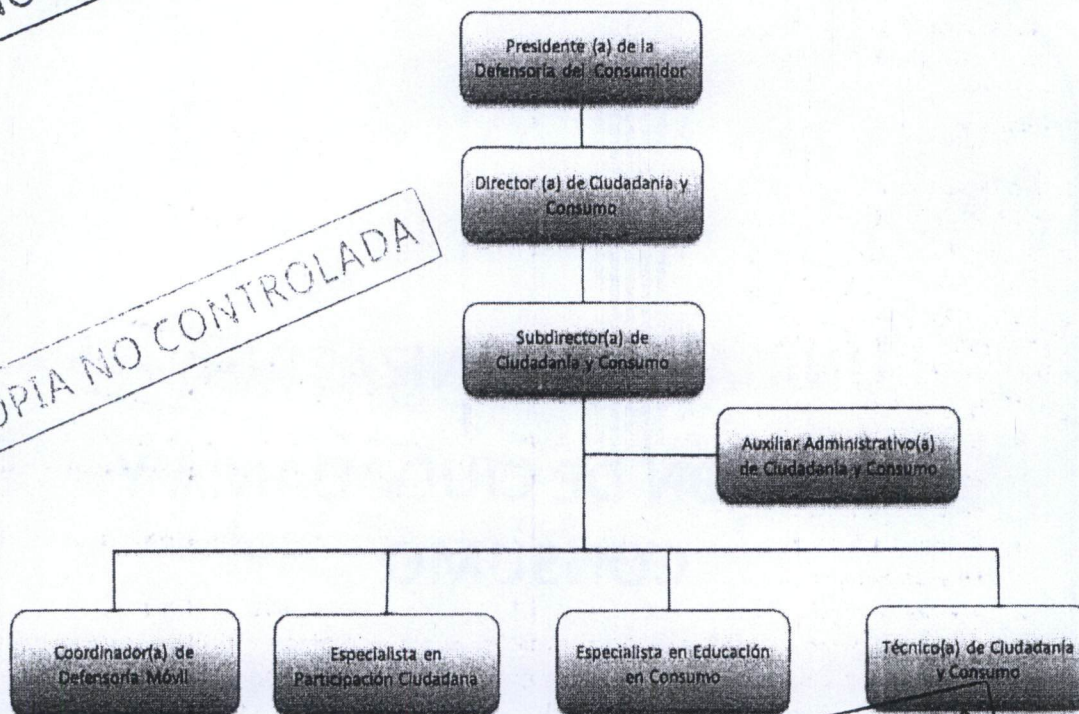 NO
Presidente (a) de la
Defensoría del Consumidor
Director (a) de Ciudadanía y
Consumo
COPIA NO CONTROLADA
Subdirector(a) de
Ciudadanía y Consumo
Auxiliar Administrativo(a)
de Ciudadanía y Consumo
Coordinador(a) de
Defensoría Móvil
Especialista en
Participación Ciudadana
Especialista en Educación
en Consumo
Técnico(a) de Ciudadanía
y Consumo